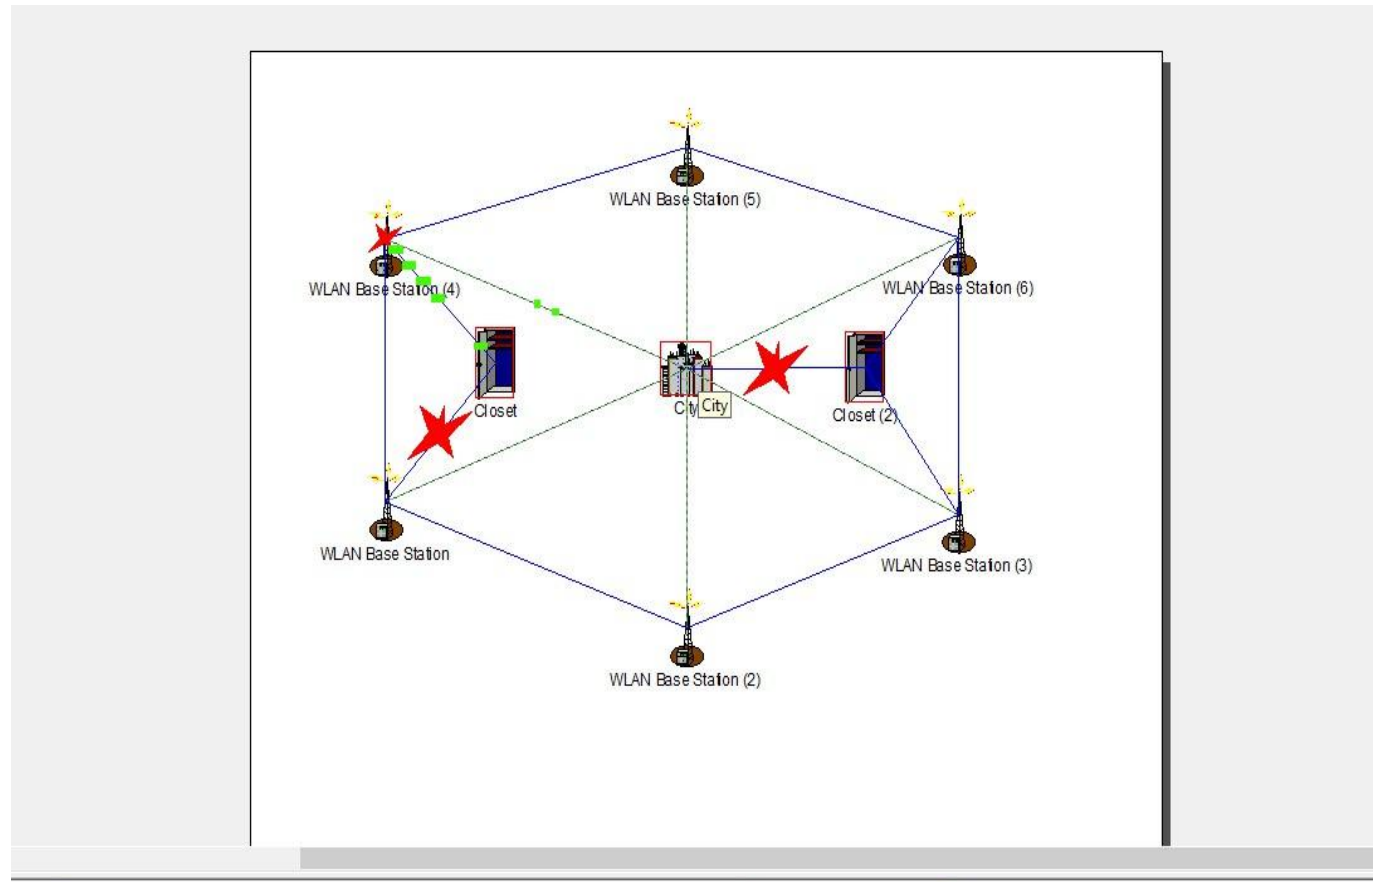 WLAN Base Station (5)
WLAN Base Station (4)
WLAN Base Station (6)
Closet
City
City
Closet (2)
WLAN Base Station
WLAN Base Station (3)
WLAN Base Station (2)